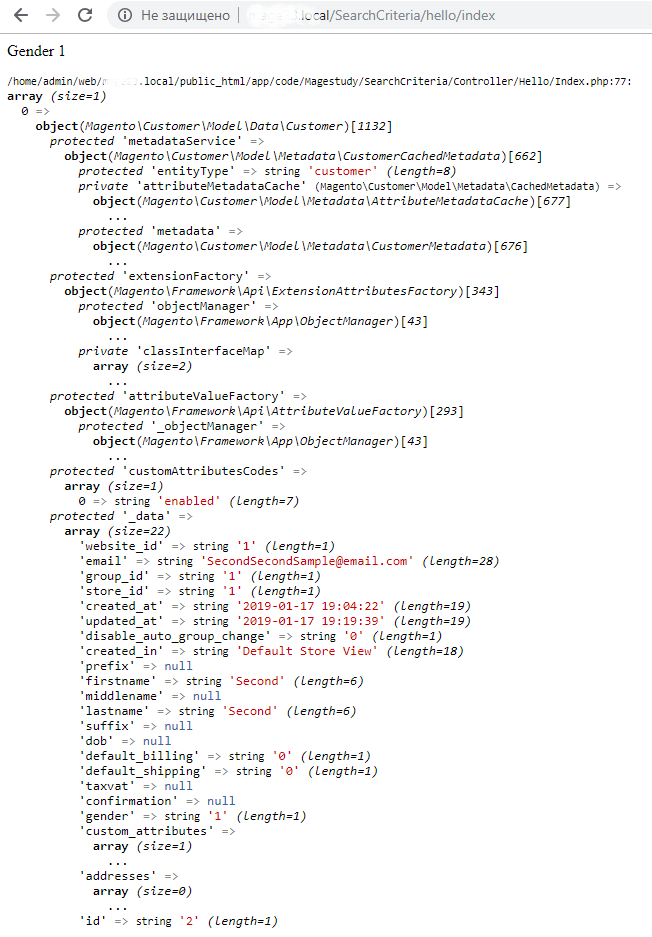 Не защищено | .local/SearchCriteria/hello/index
Gender 1
/home/admin/web/m .local/public_html/app/code/Magestudy/SearchCriteria/Controller/Hello/Index.php:77:
array (size=1)
0 =>
object(Magento\Customer\Model\Data\Customer)[1132]
protected 'metadataService' =>
object(Magento\Customer\Model\Metadata\CustomerCachedMetadata)[662]
protected 'entityType' => string 'customer' (length=8)
private 'attributeMetadataCache' (Magento\Customer\Model\Metadata\CachedMetadata) =>
object(Magento\Customer\Model\Metadata\AttributeMetadataCache)[677]
...
protected 'metadata' =>
object(Magento\Customer\Model\Metadata\CustomerMetadata)[676]
...
protected 'extensionFactory' =>
object(Magento\Framework\Api\ExtensionAttributesFactory)[343]
protected 'objectManager' =>
object(Magento\Framework\App\ObjectManager)[43]
...
private 'classInterfaceMap' =>
array (size=2)
...
protected 'attributeValueFactory' =>
object(Magento\Framework\Api\AttributeValueFactory)[293]
protected '_objectManager' =>
object(Magento\Framework\App\ObjectManager)[43]
...
protected 'customAttributesCodes' =>
array (size=1)
0 => string 'enabled' (length=7)
protected '_data' =>
array (size=22)
'website_id' => string '1' (length=1)
'email' => string 'SecondSecondSample@email.com' (length=28)
'group_id' => string '1' (length=1)
'store_id' => string '1' (length=1)
'created_at' => string '2019-01-17 19:04:22' (length=19)
'updated_at' => string '2019-01-17 19:19:39' (length=19)
'disable_auto_group_change' => string '0' (length=1)
'created_in' => string 'Default Store View' (length=18)
'prefix' => null
'firstname' => string 'Second' (length=6)
'middlename' => null
'lastname' => string 'Second' (length=6)
'suffix' => null
'dob' => null
'default_billing' => string '0' (length=1)
'default_shipping' => string '0' (length=1)
'taxvat' => null
'confirmation' => null
'gender' => string '1' (length=1)
'custom_attributes' =>
array (size=1)
...
'addresses' =>
array (size=0)
...
'id' => string '2' (length=1)